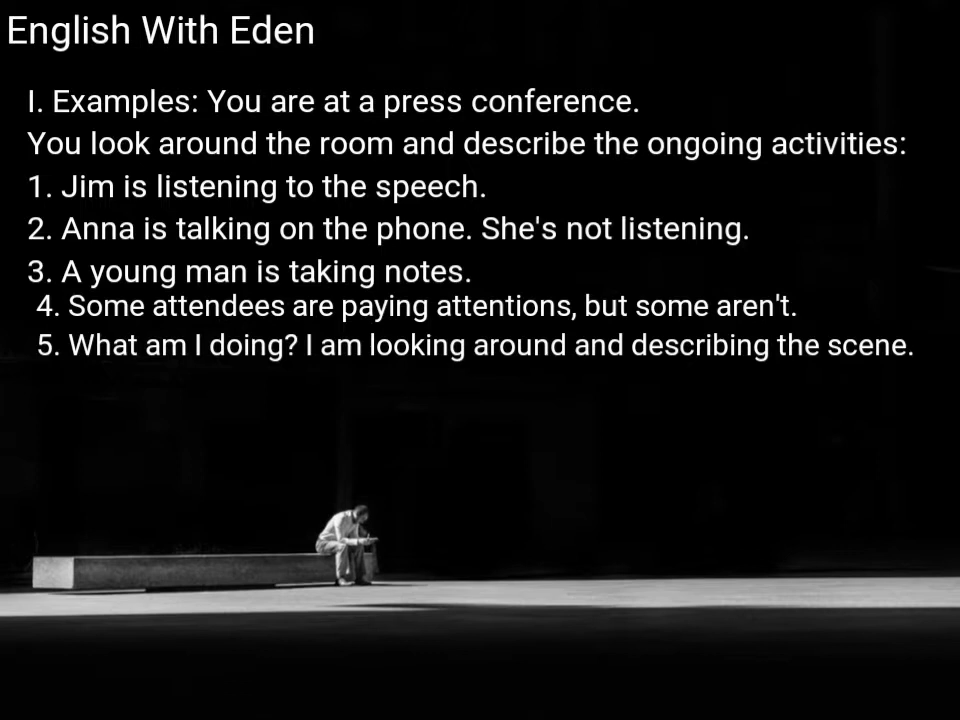 English With Eden
I. Examples: You are at a press conference.
You look around the room and describe the ongoing activities:
1. Jim is listening to the speech.
2. Anna is talking on the phone. She's not listening.
3. A young man is taking notes.
4. Some attendees are paying attentions, but some aren't.
5. What am I doing? I am looking around and describing the scene.